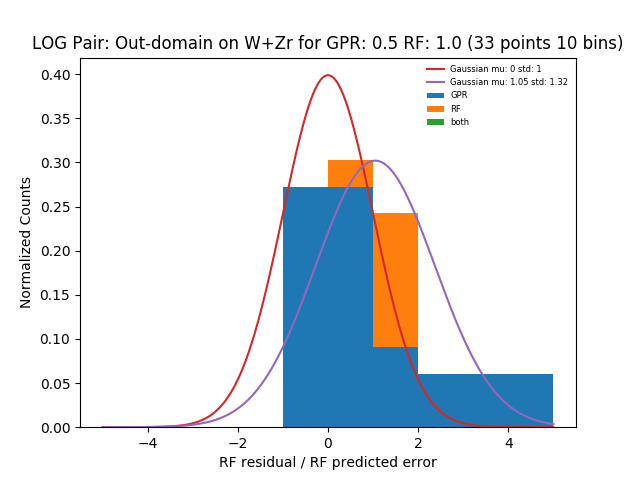 LOG Pair: Out-domain on W+Zr for GPR: 0.5 RF: 1.0 (33 points 10 bins)
Gaussian mu: 0 std: 1
Gaussian mu: 1.05 std: 1.32
GPR
RF
both
Normalized Counts
0.40
0.35
0.30
0.25
0.20
0.15
0.10
0.05
0.00
−4 −2 0 2 4
RF residual / RF predicted error